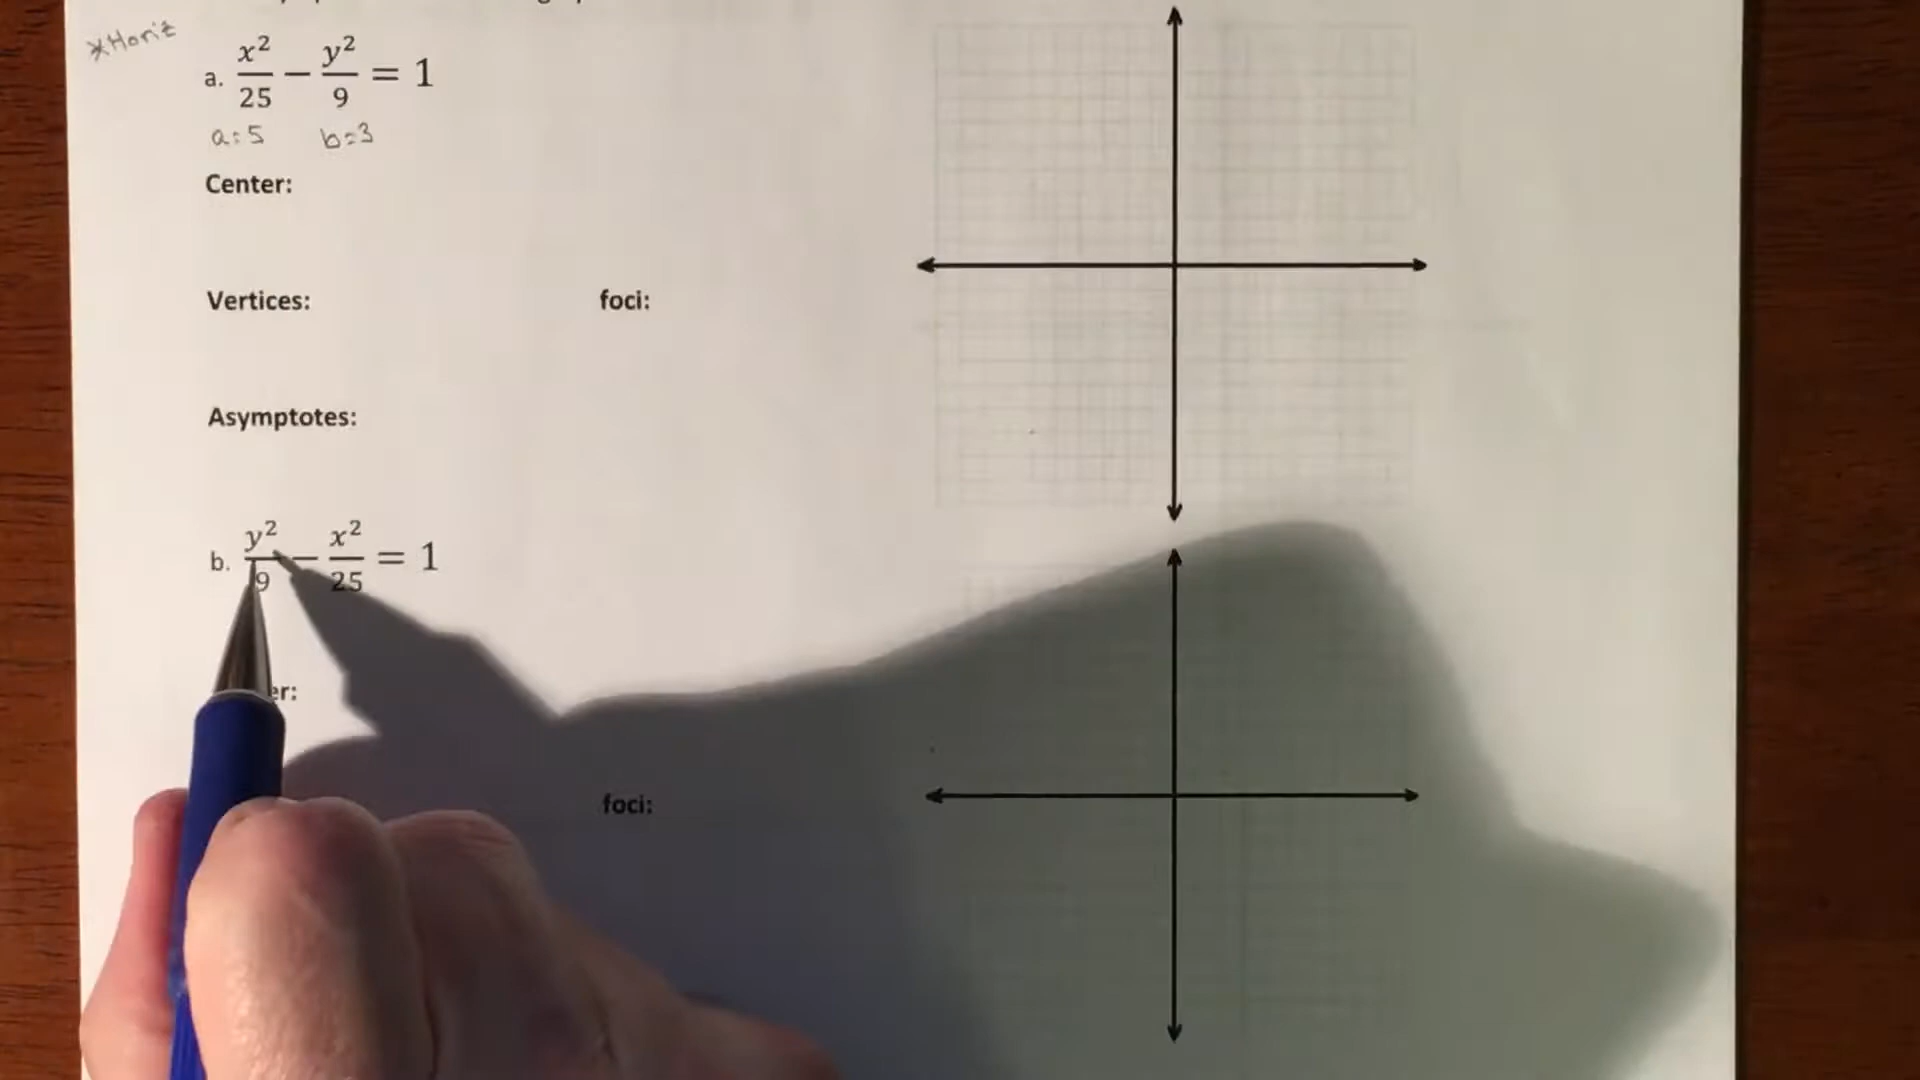 *Horiz
a. x²/25 − y²/9 = 1
a=5 b=3
Center:
Vertices: foci:
Asymptotes:
b. y²/9 − x²/25 = 1
er:
foci: